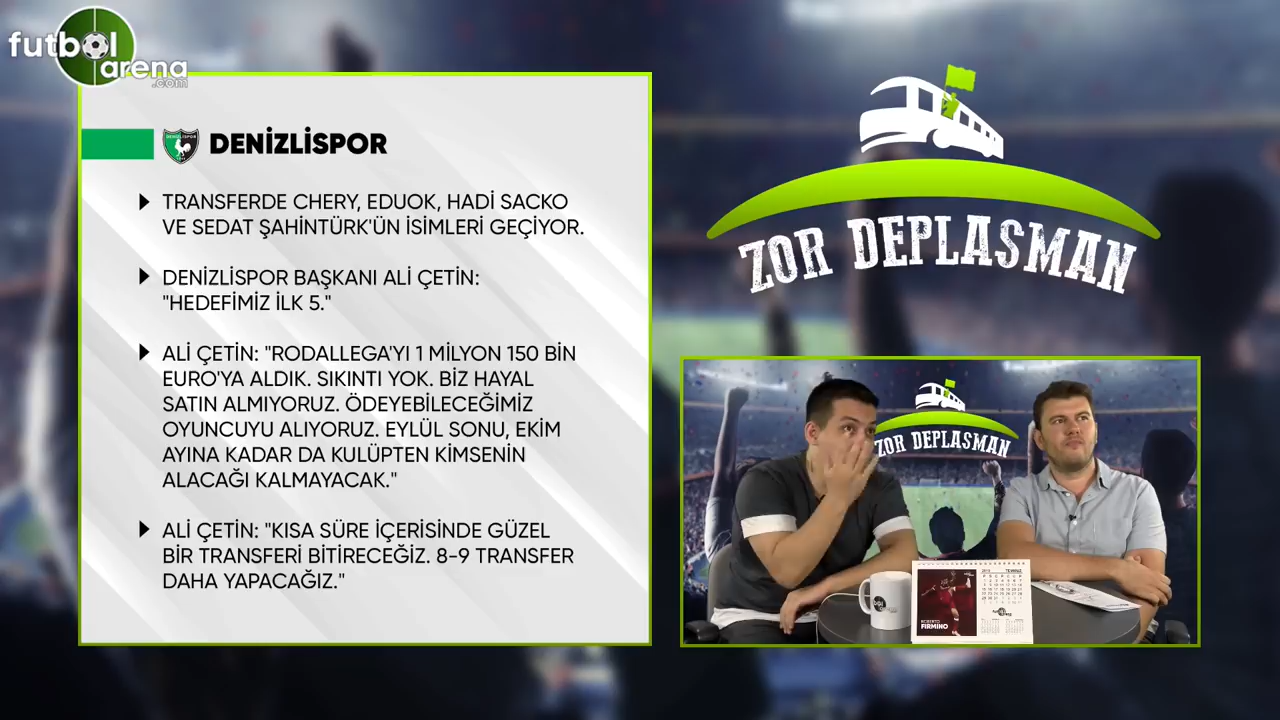 futbol
arena
.com
DENİZLİSPOR
TRANSFERDE CHERY, EDUOK, HADİ SACKO
VE SEDAT ŞAHİNTÜRK'ÜN İSİMLERİ GEÇİYOR.
DENİZLİSPOR BAŞKANI ALİ ÇETİN:
"HEDEFİMİZ İLK 5."
ALİ ÇETİN: "RODALLEGA'YI 1 MİLYON 150 BİN
EURO'YA ALDIK. SIKINTI YOK. BİZ HAYAL
SATIN ALMIYORUZ. ÖDEYEBİLECEĞİMİZ
OYUNCUYU ALIYORUZ. EYLÜL SONU, EKİM
AYINA KADAR DA KULÜPTEN KİMSENİN
ALACAĞI KALMAYACAK."
ALİ ÇETİN: "KISA SÜRE İÇERİSİNDE GÜZEL
BİR TRANSFERİ BİTİRECEĞİZ. 8-9 TRANSFER
DAHA YAPACAĞIZ."
ZOR DEPLASMAN
ZOR DEPLASMAN
TEMMUZ
ROBERTO
FIRMINO